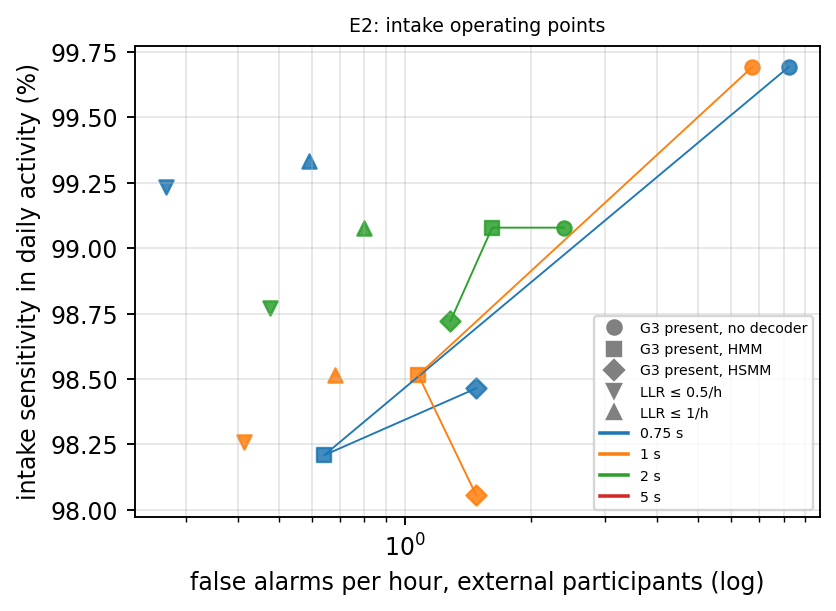 E2: intake operating points
intake sensitivity in daily activity (%)
99.75
99.50
99.25
99.00
98.75
98.50
98.25
98.00
G3 present, no decoder
G3 present, HMM
G3 present, HSMM
LLR ≤ 0.5/h
LLR ≤ 1/h
0.75 s
1 s
2 s
5 s
10⁰
false alarms per hour, external participants (log)